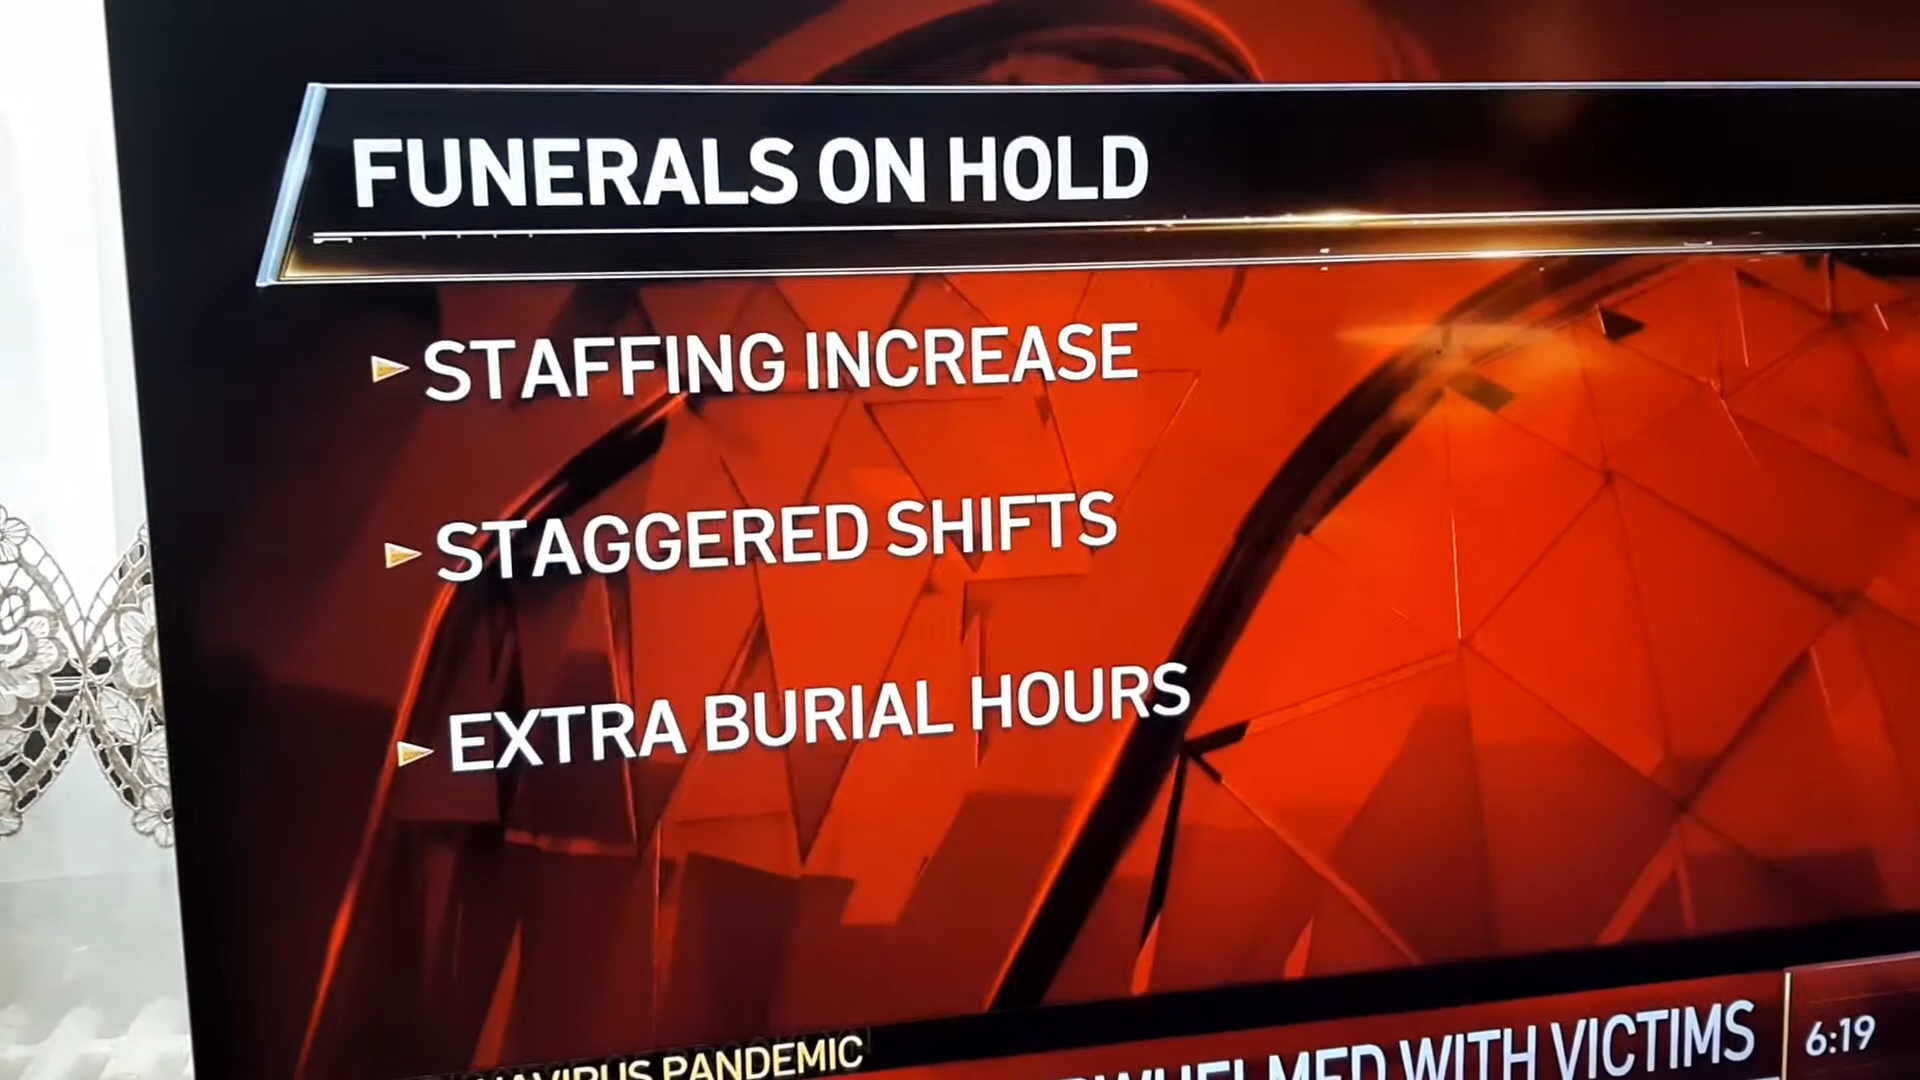 FUNERALS ON HOLD
STAFFING INCREASE
STAGGERED SHIFTS
EXTRA BURIAL HOURS
PANDEMIC
WITH VICTIMS
6:19